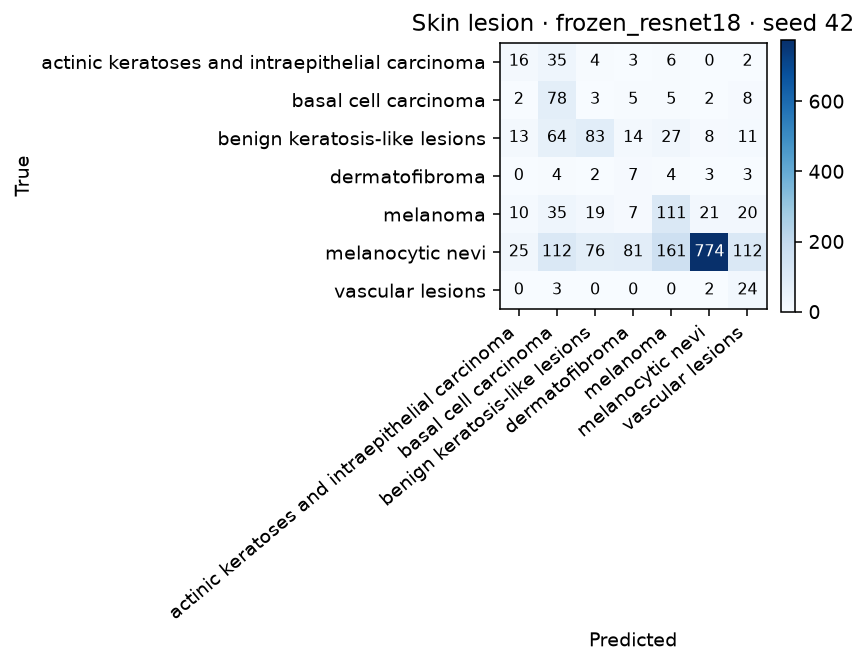 Skin lesion · frozen_resnet18 · seed 42
True
actinic keratoses and intraepithelial carcinoma 16 35 4 3 6 0 2
basal cell carcinoma 2 78 3 5 5 2 8
benign keratosis-like lesions 13 64 83 14 27 8 11
dermatofibroma 0 4 2 7 4 3 3
melanoma 10 35 19 7 111 21 20
melanocytic nevi 25 112 76 81 161 774 112
vascular lesions 0 3 0 0 0 2 24
600
400
200
0
actinic keratoses and intraepithelial carcinoma
basal cell carcinoma
benign keratosis-like lesions
dermatofibroma
melanoma
melanocytic nevi
vascular lesions
Predicted